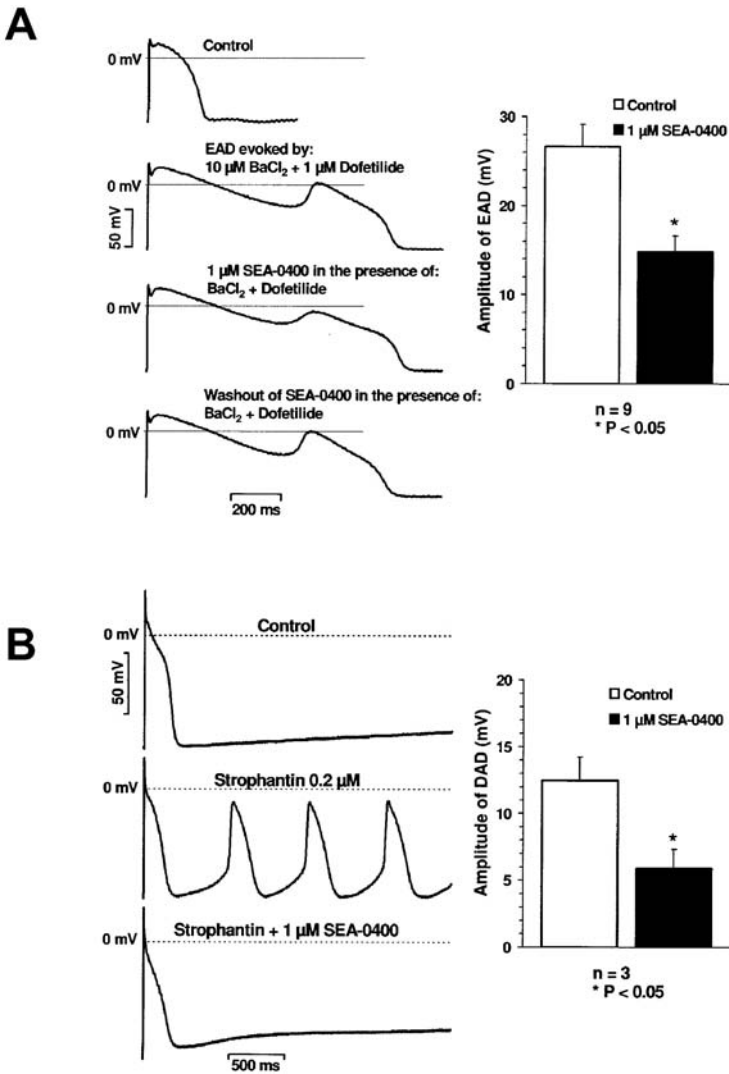 A
Control
0 mV
EAD evoked by:
10 µM BaCl₂ + 1 µM Dofetilide
0 mV
50 mV
1 µM SEA-0400 in the presence of:
BaCl₂ + Dofetilide
0 mV
Washout of SEA-0400 in the presence of:
BaCl₂ + Dofetilide
0 mV
200 ms
Control
1 µM SEA-0400
Amplitude of EAD (mV)
30
20
10
0
*
n = 9
* P < 0.05
B
Control
0 mV
50 mV
Strophantin 0.2 µM
0 mV
Strophantin + 1 µM SEA-0400
0 mV
500 ms
Control
1 µM SEA-0400
Amplitude of DAD (mV)
20
15
10
5
0
*
n = 3
* P < 0.05